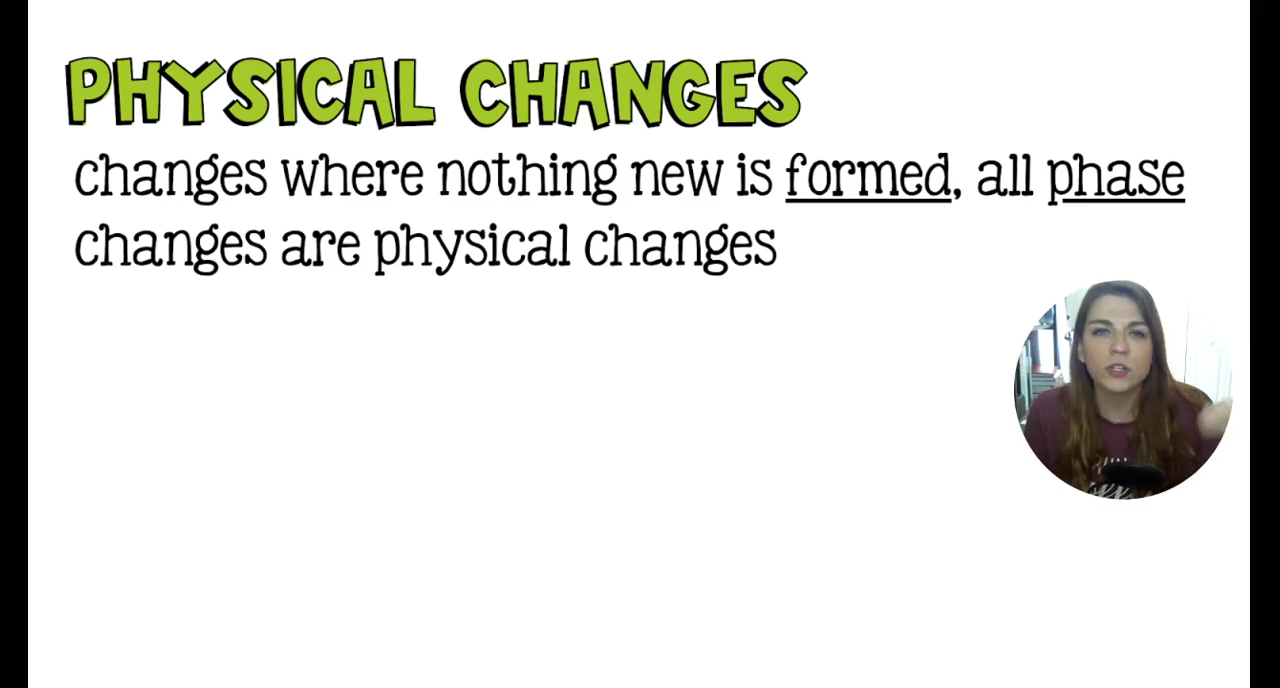 PHYSICAL CHANGES
changes where nothing new is formed, all phase
changes are physical changes